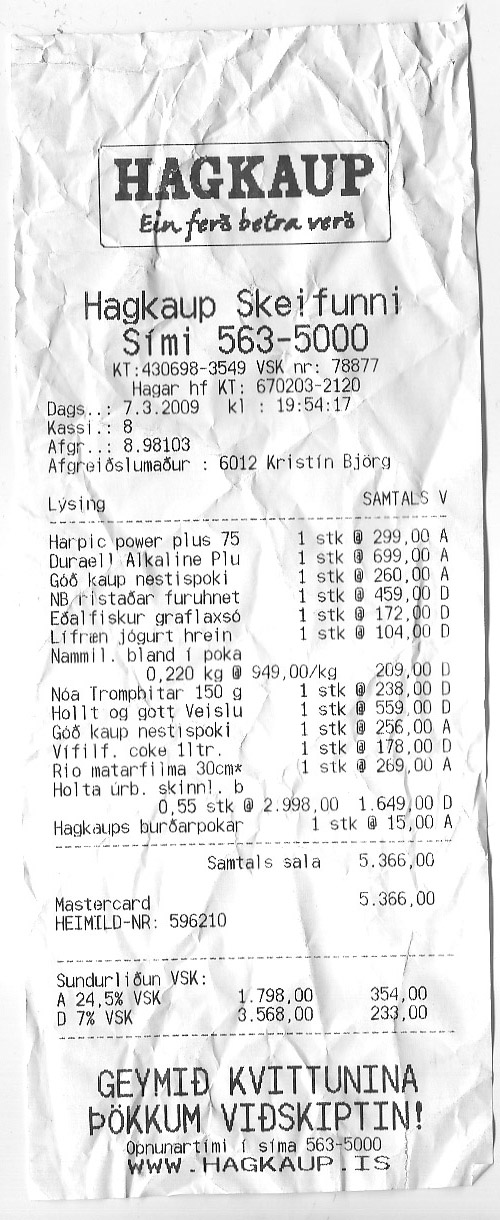 HAGKAUP
Ein ferð betra verð
Hagkaup Skeifunni
Sími 563-5000
KT:430698-3549 VSK nr: 78877
Hagar hf KT: 670203-2120
Dags..: 7.3.2009 kl : 19:54:17
Kassi.: 8
Afgr..: 8.98103
Afgreiðslumaður : 6012 Kristín Björg
Lýsing SAMTALS V
Harpic power plus 75 1 stk @ 299,00 A
Duraell Alkaline Plu 1 stk @ 699,00 A
Góð kaup nestispoki 1 stk @ 260,00 A
NB ristaðar furuhnet 1 stk @ 459,00 D
Eðalfiskur graflaxsó 1 stk @ 172,00 D
Lífræn jógurt hrein 1 stk @ 104,00 D
Nammil. bland í poka
0,220 kg @ 949,00/kg 209,00 D
Nóa Tromphitar 150 g 1 stk @ 238,00 D
Hollt og gott Veislu 1 stk @ 559,00 D
Góð kaup nestispoki 1 stk @ 256,00 A
Vífilf. coke 1ltr. 1 stk @ 178,00 D
Rio matarfilma 30cm* 1 stk @ 269,00 A
Holta úrb. skinnl. b
0,55 stk @ 2.998,00 1.649,00 D
Hagkaups burðarpokar 1 stk @ 15,00 A
Samtals sala 5.366,00
Mastercard 5.366,00
HEIMILD-NR: 596210
Sundurliðun VSK:
A 24,5% VSK 1.798,00 354,00
D 7% VSK 3.568,00 233,00
GEYMIÐ KVITTUNINA
ÞÖKKUM VIÐSKIPTIN!
Opnunartími í síma 563-5000
WWW.HAGKAUP.IS